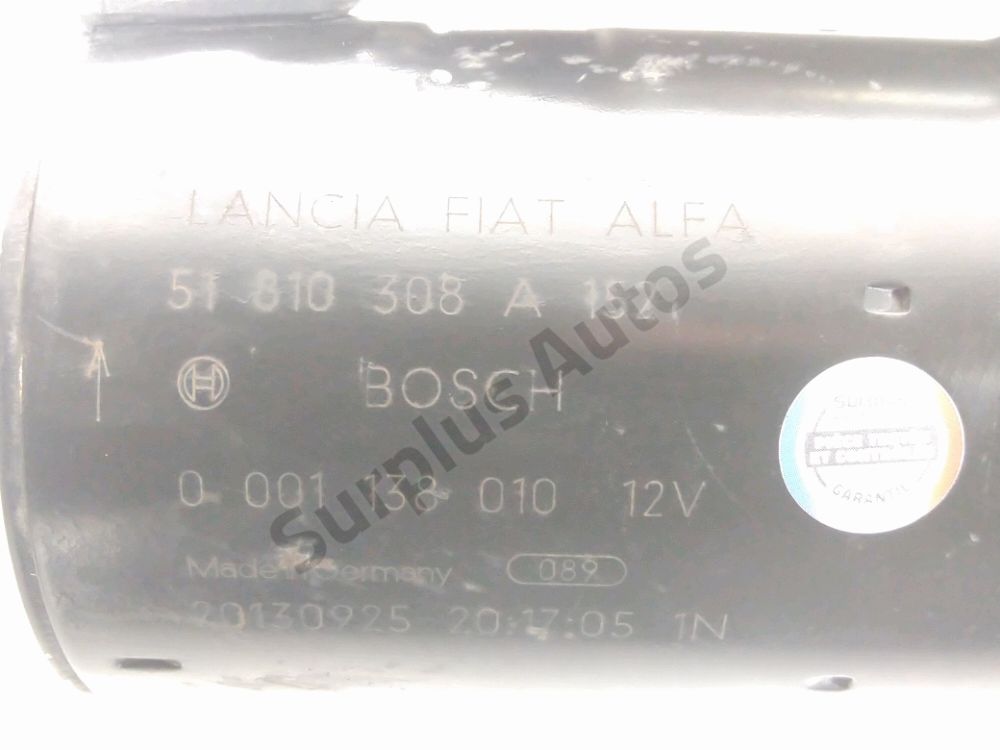 LANCIA FIAT ALFA
51 810 308 A
BOSCH
0 001 138 010 12V
Made in Germany 089
20130925 20:17:05 1N
Surplus Autos
GARANTIE